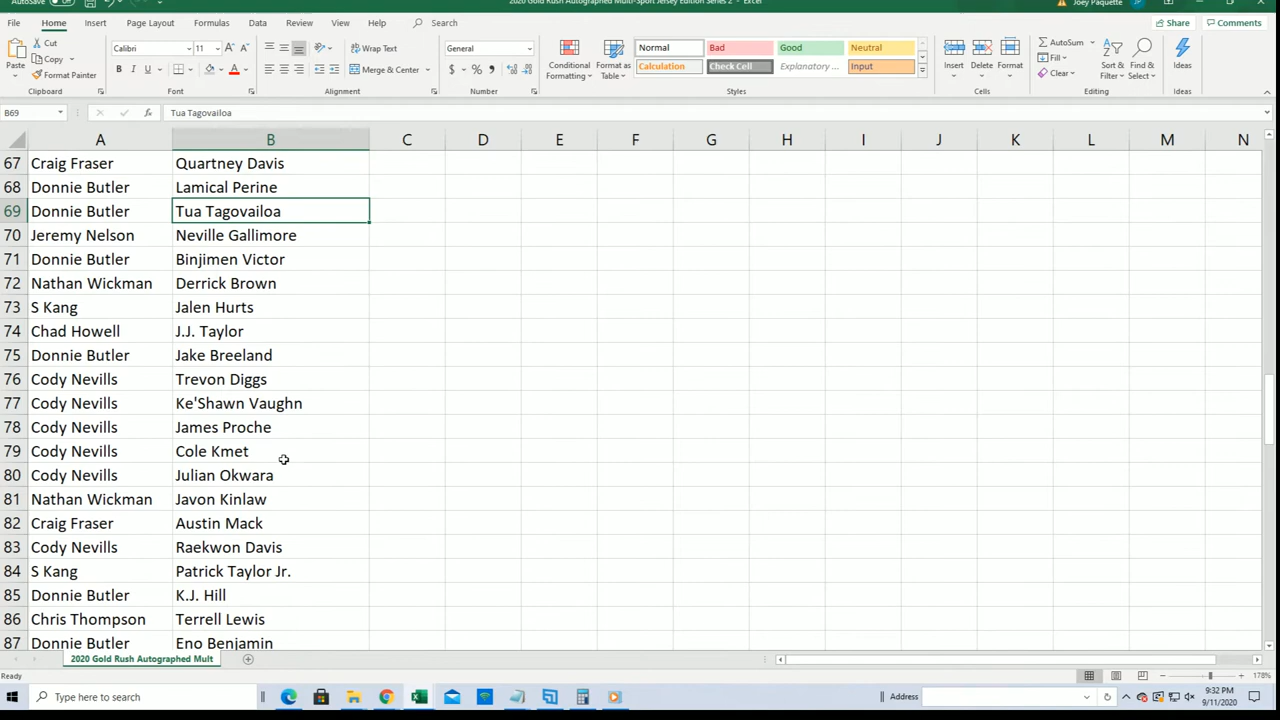 AutoSave
2020 Gold Rush Autographed Multi-Sport Jersey Edition Series 2 - Excel
Joey Paquette
JP
File Home Insert Page Layout Formulas Data Review View Help Search Share Comments
Paste Cut Copy Format Painter
Clipboard
Calibri 11
B I U
Font
Wrap Text
Merge & Center
Alignment
General
$ % ,
Number
Conditional Formatting Format as Table
Normal Bad Good Neutral
Calculation Check Cell Explanatory ... Input
Styles
Insert Delete Format
Cells
AutoSum Fill Clear
Sort & Filter Find & Select
Editing
Ideas
Ideas
B69 fx Tua Tagovailoa
A B C D E F G H I J K L M N
67 Craig Fraser Quartney Davis
68 Donnie Butler Lamical Perine
69 Donnie Butler Tua Tagovailoa
70 Jeremy Nelson Neville Gallimore
71 Donnie Butler Binjimen Victor
72 Nathan Wickman Derrick Brown
73 S Kang Jalen Hurts
74 Chad Howell J.J. Taylor
75 Donnie Butler Jake Breeland
76 Cody Nevills Trevon Diggs
77 Cody Nevills Ke'Shawn Vaughn
78 Cody Nevills James Proche
79 Cody Nevills Cole Kmet
80 Cody Nevills Julian Okwara
81 Nathan Wickman Javon Kinlaw
82 Craig Fraser Austin Mack
83 Cody Nevills Raekwon Davis
84 S Kang Patrick Taylor Jr.
85 Donnie Butler K.J. Hill
86 Chris Thompson Terrell Lewis
87 Donnie Butler Eno Benjamin
2020 Gold Rush Autographed Mult
Ready 178%
Type here to search Address 9:32 PM
9/11/2020